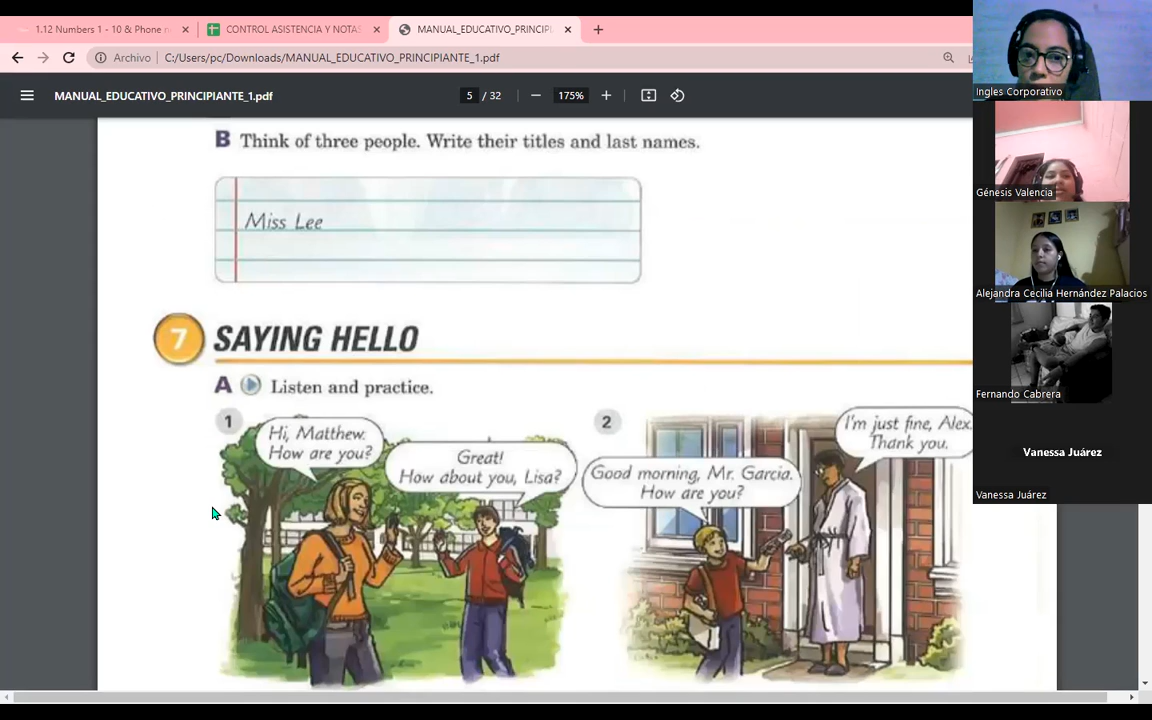 1.12 Numbers 1 - 10 & Phone n
CONTROL ASISTENCIA Y NOTAS
MANUAL_EDUCATIVO_PRINCIPI
Archivo
C:/Users/pc/Downloads/MANUAL_EDUCATIVO_PRINCIPIANTE_1.pdf
MANUAL_EDUCATIVO_PRINCIPIANTE_1.pdf
5 / 32
175%
B Think of three people. Write their titles and last names.
Miss Lee
7 SAYING HELLO
A Listen and practice.
1
Hi, Matthew.
How are you?
Great!
How about you, Lisa?
2
Good morning, Mr. Garcia.
How are you?
I'm just fine, Alex.
Thank you.
Ingles Corporativo
Génesis Valencia
Alejandra Cecilia Hernández Palacios
Fernando Cabrera
Vanessa Juárez
Vanessa Juárez